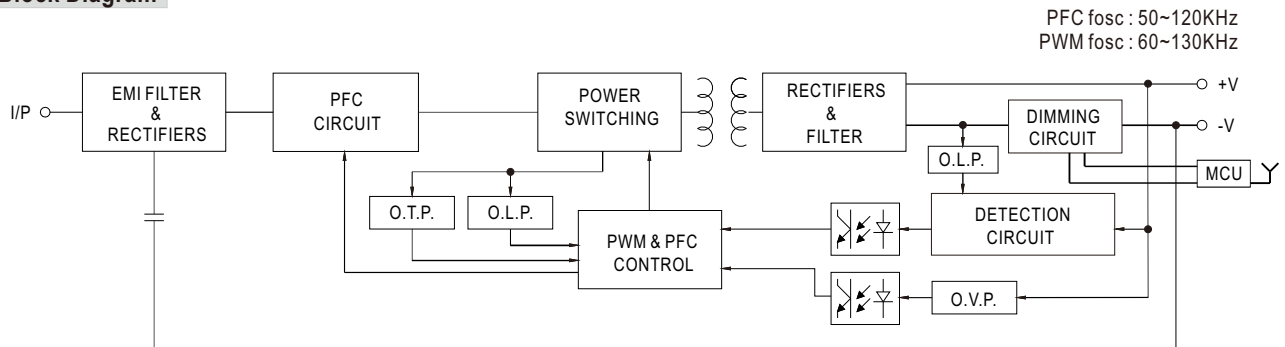 Block Diagram
PFC fosc : 50~120KHz
PWM fosc : 60~130KHz
I/P
EMI FILTER
&
RECTIFIERS
PFC
CIRCUIT
POWER
SWITCHING
RECTIFIERS
&
FILTER
DIMMING
CIRCUIT
+V
-V
MCU
O.L.P.
O.T.P.
O.L.P.
PWM & PFC
CONTROL
DETECTION
CIRCUIT
O.V.P.